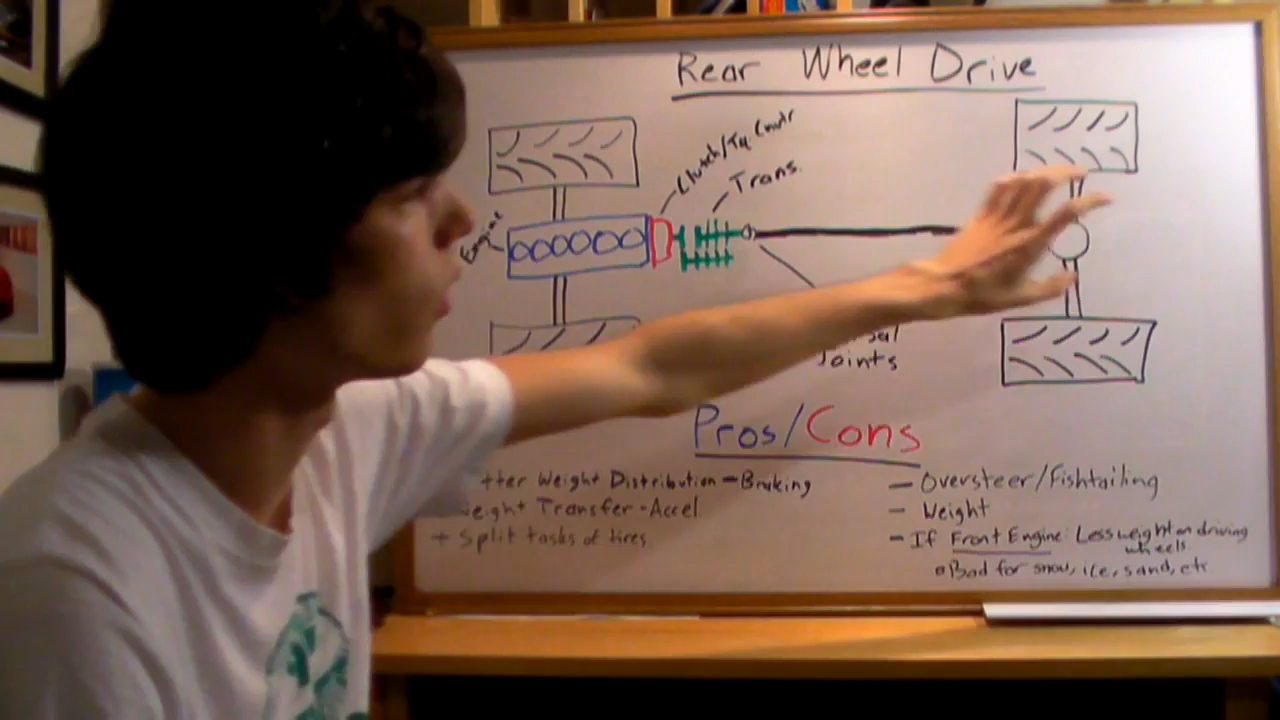 Rear Wheel Drive
Clutch/Tq Cnvtr
Trans.
Engine
Joints
Pros/Cons
tter Weight Distribution - Braking
eight Transfer - Accel
+ Split tasks of tires
- Oversteer/Fishtailing
- Weight
- If Front Engine: Less weight on driving
wheels.
Bad for snow, ice, sand, etc